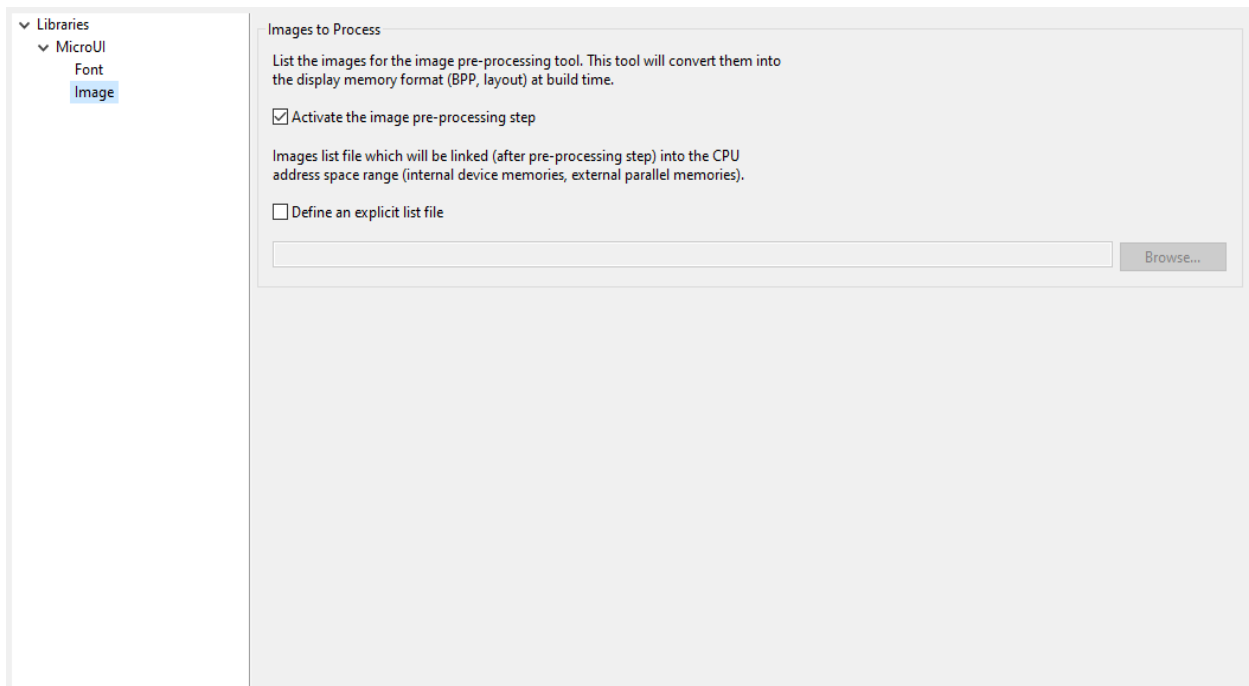 Libraries
MicroUI
Font
Image
Images to Process
List the images for the image pre-processing tool. This tool will convert them into
the display memory format (BPP, layout) at build time.
Activate the image pre-processing step
Images list file which will be linked (after pre-processing step) into the CPU
address space range (internal device memories, external parallel memories).
Define an explicit list file
Browse...